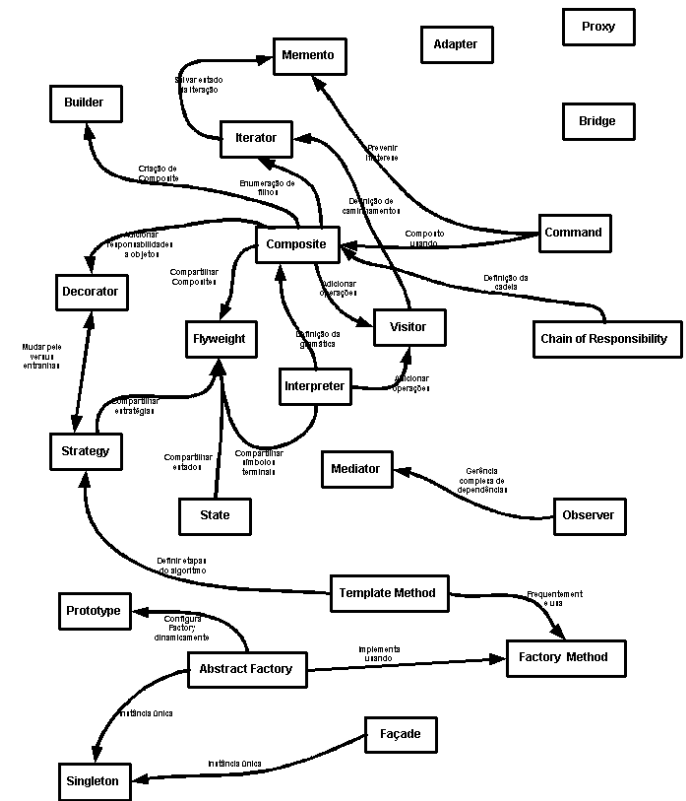 Proxy
Adapter
Memento
Salvar estado
da iteração
Builder
Bridge
Iterator
Prevenir
histerese
Criação de
Composite
Enumeração de
filhos
Definição de
caminhamentos
Adicionar
responsabilidades
a objetos
Composite
Composto
usando
Command
Compartilhar
Composites
Adicionar
operações
Definição da
cadeia
Decorator
Visitor
Flyweight
Definição da
gramática
Chain of Responsibility
Mudar pele
versus
entranhas
Interpreter
Adicionar
operações
Compartilhar
estratégias
Strategy
Compartilhar
estados
Compartilhar
símbolos
terminais
Mediator
Gerência
complexa de
dependências
State
Observer
Definir etapas
do algoritmo
Template Method
Frequentement
e usa
Prototype
Configura
Factory
dinamicamente
Abstract Factory
Implementa
usando
Factory Method
Instância única
Façade
Singleton
Instância única